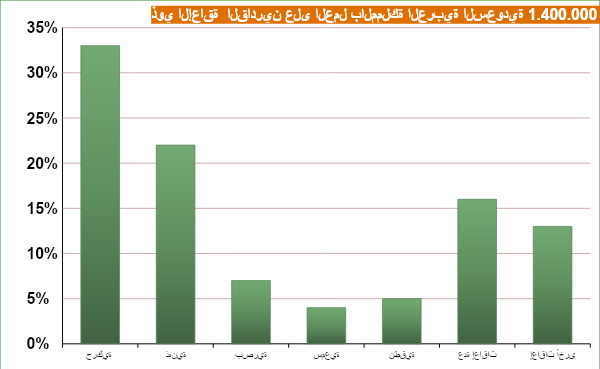 ذوي الإعاقة القادرين على العمل بالمملكة العربية السعودية 1.400.000
35%
30%
25%
20%
15%
10%
5%
0%
حركية
ذهنية
بصرية
سمعية
نطقية
عدة إعاقات
إعاقات أخرى